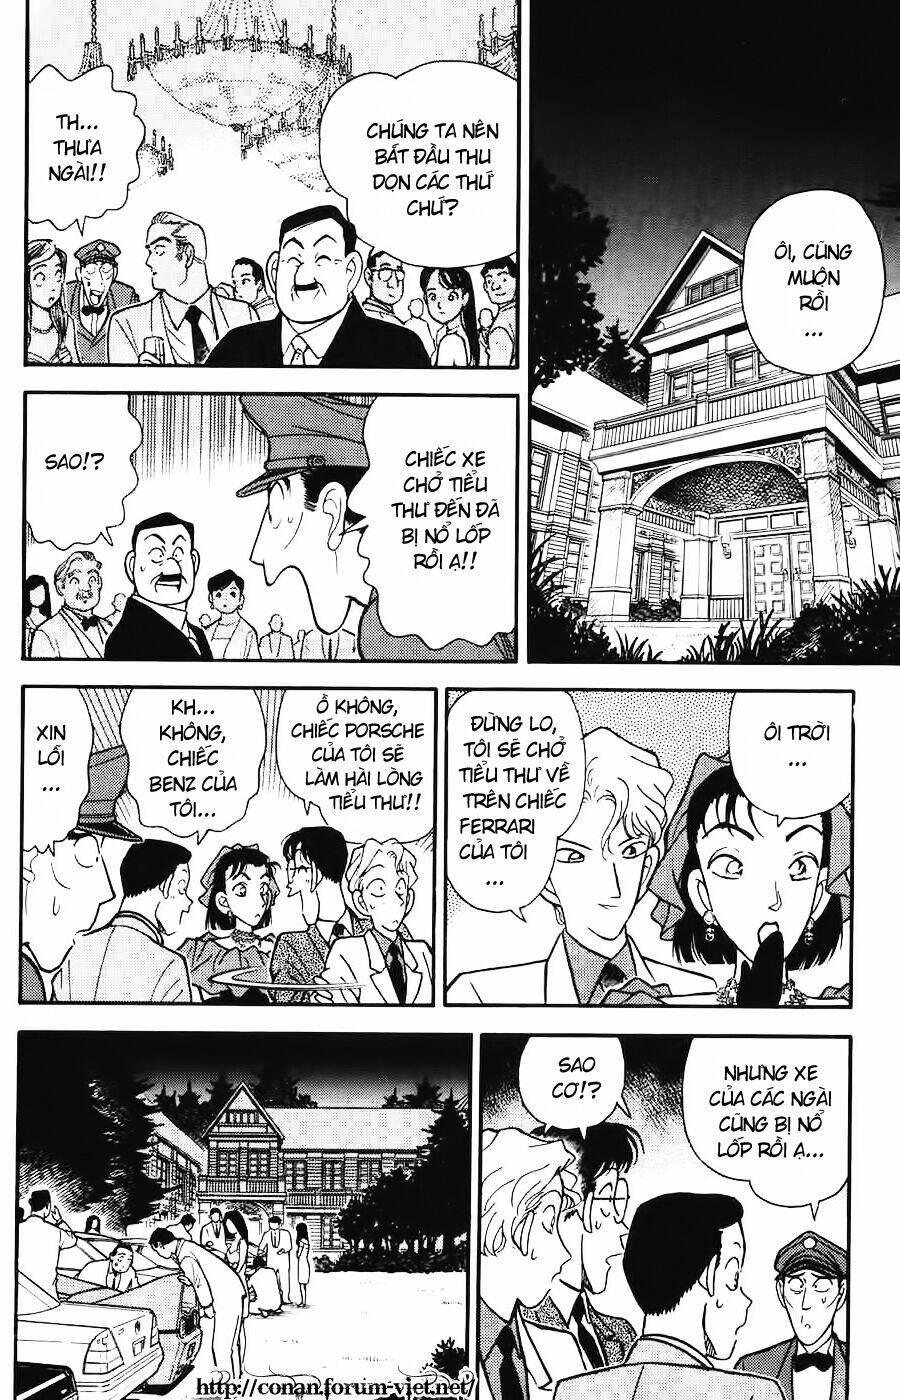 ÔI, CŨNG
MUỘN
RỒI
...
CHÚNG TA NÊN
BẮT ĐẦU THU
DỌN CÁC THỨ
CHỨ?
TH...
THƯA
NGÀI!!
CHIẾC XE
CHỞ TIỂU
THƯ ĐẾN ĐÃ
BỊ NỔ LỐP
RỒI Ạ!!
SAO!?
ÔI TRỜI
...
ĐỪNG LO,
TÔI SẼ CHỞ
TIỂU THƯ VỀ
TRÊN CHIẾC
FERRARI
CỦA TÔI
...
Ồ KHÔNG,
CHIẾC PORSCHE
CỦA TÔI SẼ
LÀM HÀI LÒNG
TIỂU THƯ!!
KH...
KHÔNG,
CHIẾC
BENZ CỦA
TÔI...
XIN
LỖI
...
NHƯNG XE
CỦA CÁC NGÀI
CŨNG BỊ NỔ
LỐP RỒI Ạ...
SAO
CƠ!?
http://conan.forum-viet.net/